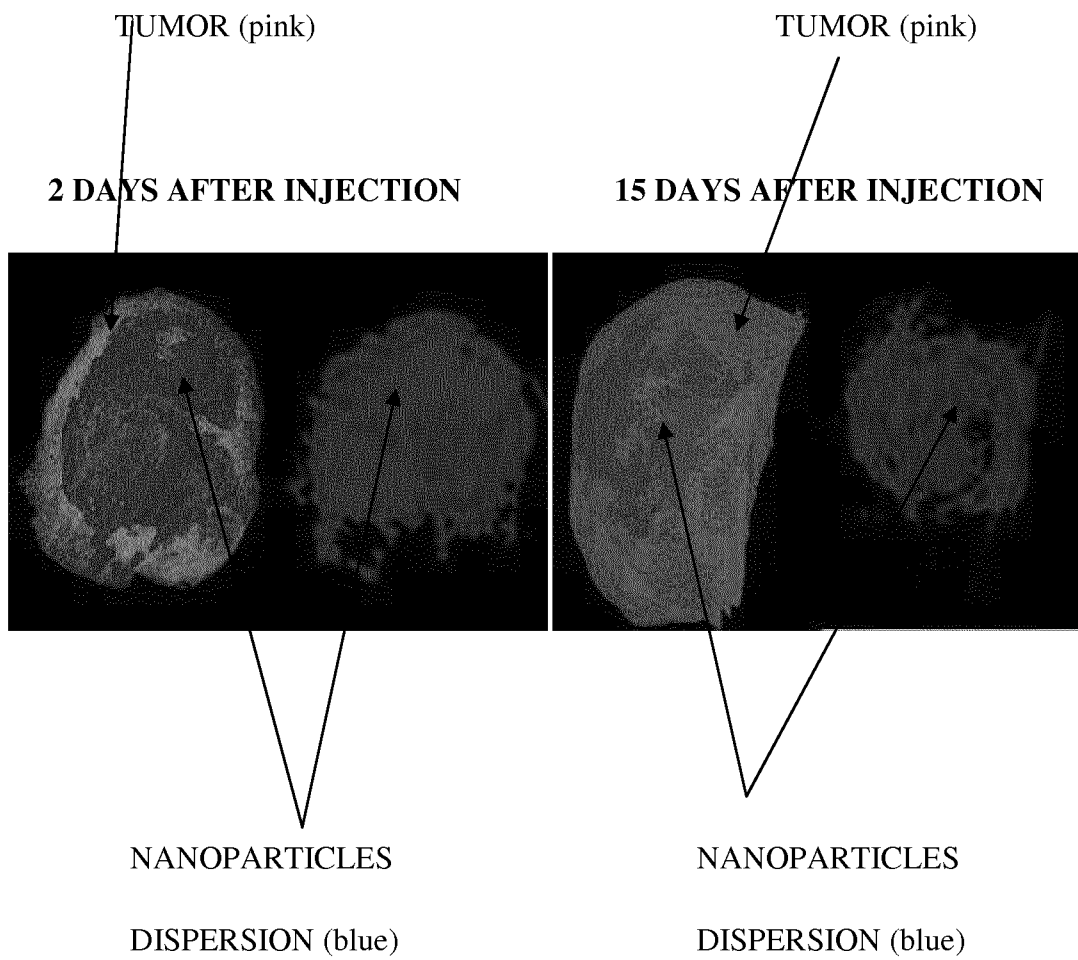 TUMOR (pink)
TUMOR (pink)
2 DAYS AFTER INJECTION
15 DAYS AFTER INJECTION
NANOPARTICLES
DISPERSION (blue)
NANOPARTICLES
DISPERSION (blue)